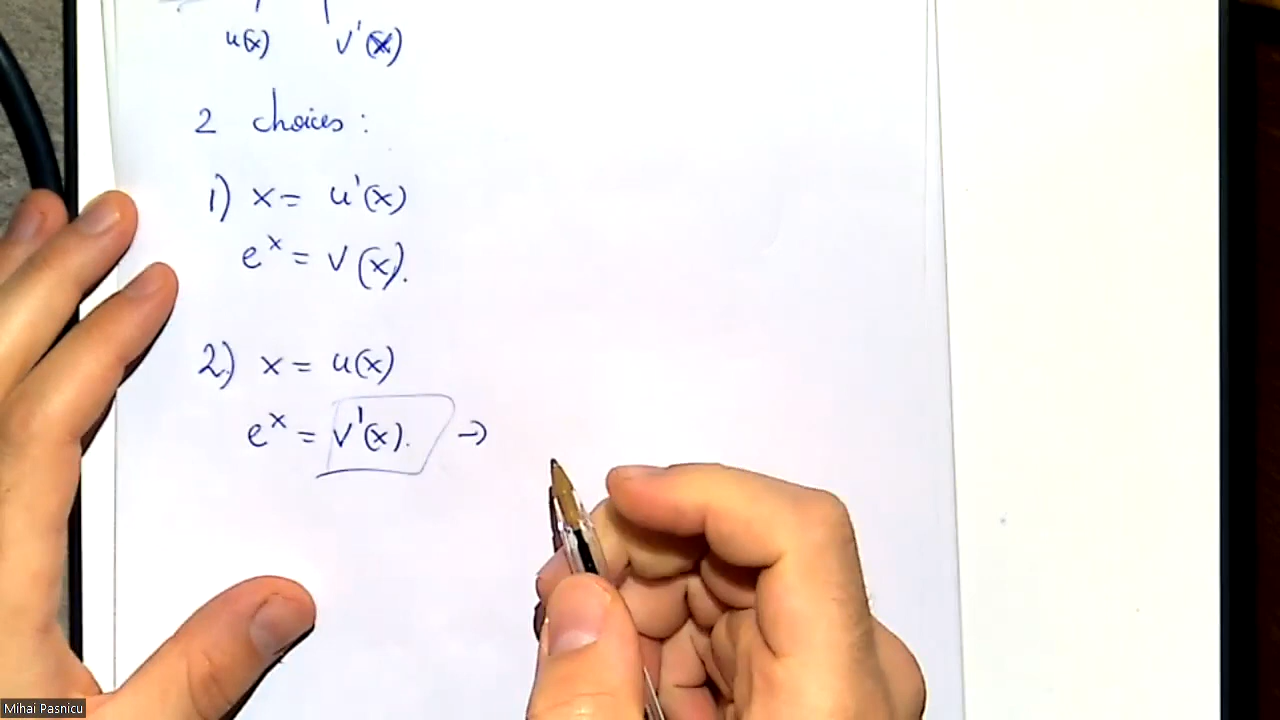 u(x) v'(x)
2 choices:
1) x = u'(x)
e^x = v(x).
2) x = u(x)
e^x = v'(x). →
Mihai Pasnicu